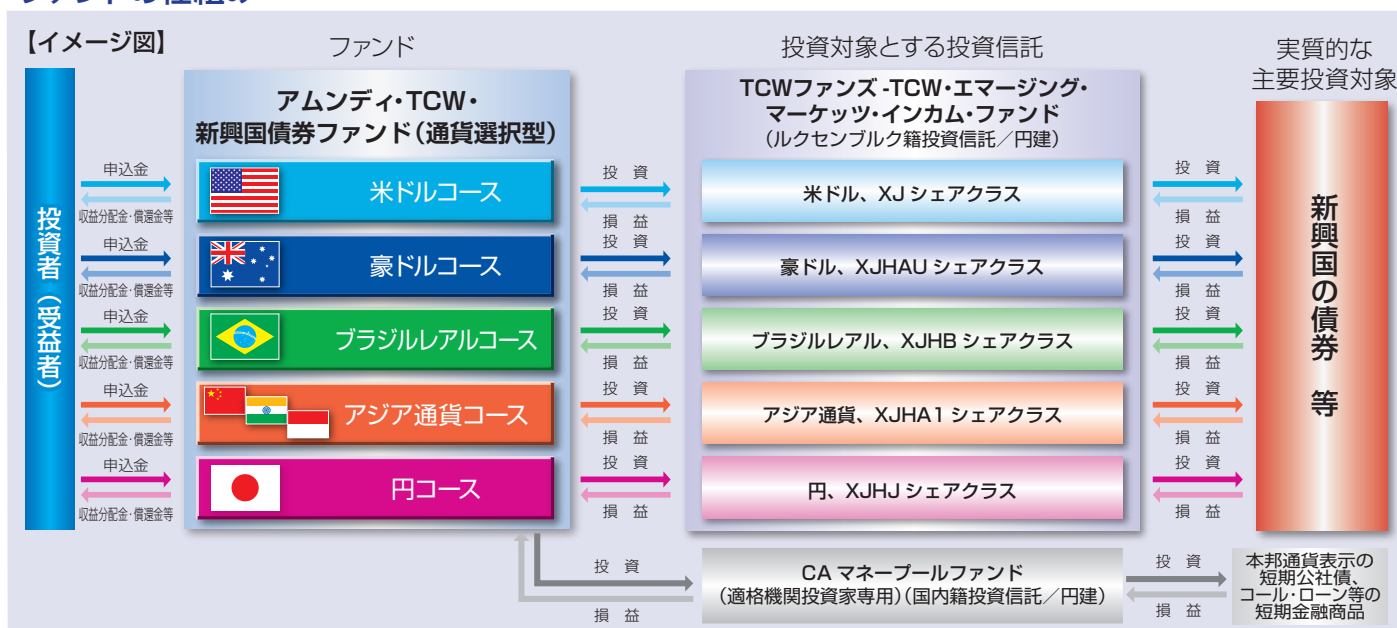 ファンドの仕組み
【イメージ図】
ファンド
投資対象とする投資信託
実質的な
主要投資対象
投資者（受益者）
アムンディ・TCW・
新興国債券ファンド（通貨選択型）
TCWファンズ -TCW・エマージング・
マーケッツ・インカム・ファンド
（ルクセンブルク籍投資信託／円建）
新興国の債券 等
申込金
収益分配金・償還金等
米ドルコース
投 資
損 益
米ドル、XJ シェアクラス
投 資
損 益
申込金
収益分配金・償還金等
豪ドルコース
投 資
損 益
豪ドル、XJHAU シェアクラス
投 資
損 益
申込金
収益分配金・償還金等
ブラジルレアルコース
投 資
損 益
ブラジルレアル、XJHB シェアクラス
投 資
損 益
申込金
収益分配金・償還金等
アジア通貨コース
投 資
損 益
アジア通貨、XJHA1 シェアクラス
投 資
損 益
申込金
収益分配金・償還金等
円コース
投 資
損 益
円、XJHJ シェアクラス
投 資
損 益
投 資
損 益
CA マネープールファンド
（適格機関投資家専用）（国内籍投資信託／円建）
投 資
損 益
本邦通貨表示の
短期公社債、
コール・ローン等の
短期金融商品